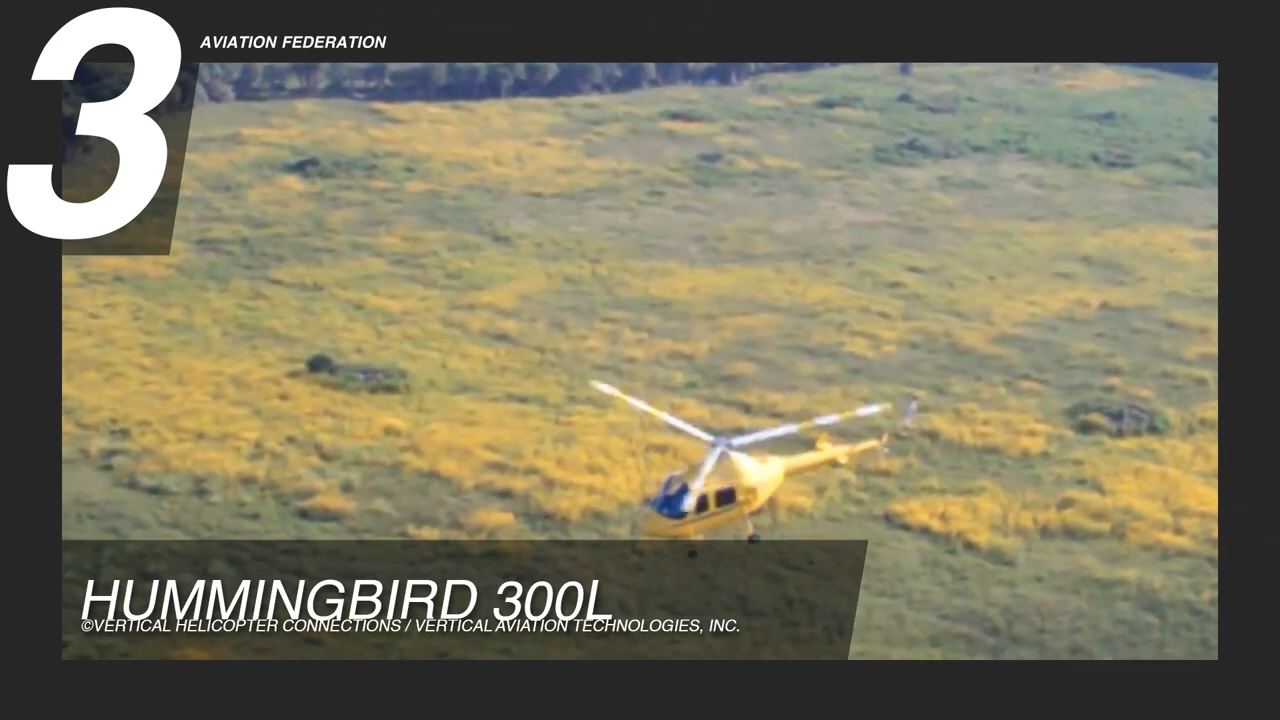 3
AVIATION FEDERATION
HUMMINGBIRD 300L
©VERTICAL HELICOPTER CONNECTIONS / VERTICAL AVIATION TECHNOLOGIES, INC.